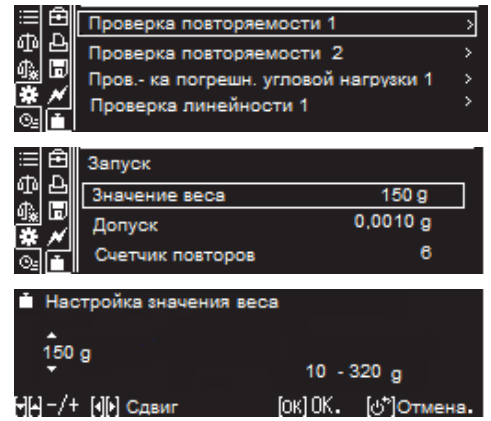 Проверка повторяемости 1 >
Проверка повторяемости 2 >
Пров.- ка погрешн. угловой нагрузки 1 >
Проверка линейности 1 >
Запуск
Значение веса 150 g
Допуск 0,0010 g
Счетчик повторов 6
Настройка значения веса
150 g
10 - 320 g
−/+ Сдвиг [OK] OK. Отмена.